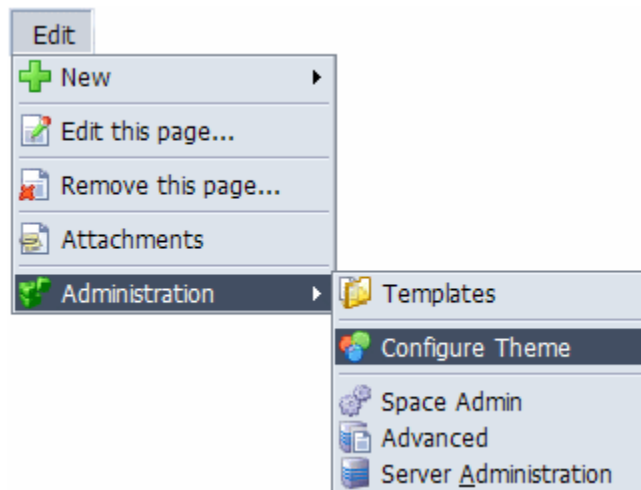 Edit
New
Edit this page...
Remove this page...
Attachments
Administration
Templates
Configure Theme
Space Admin
Advanced
Server Administration